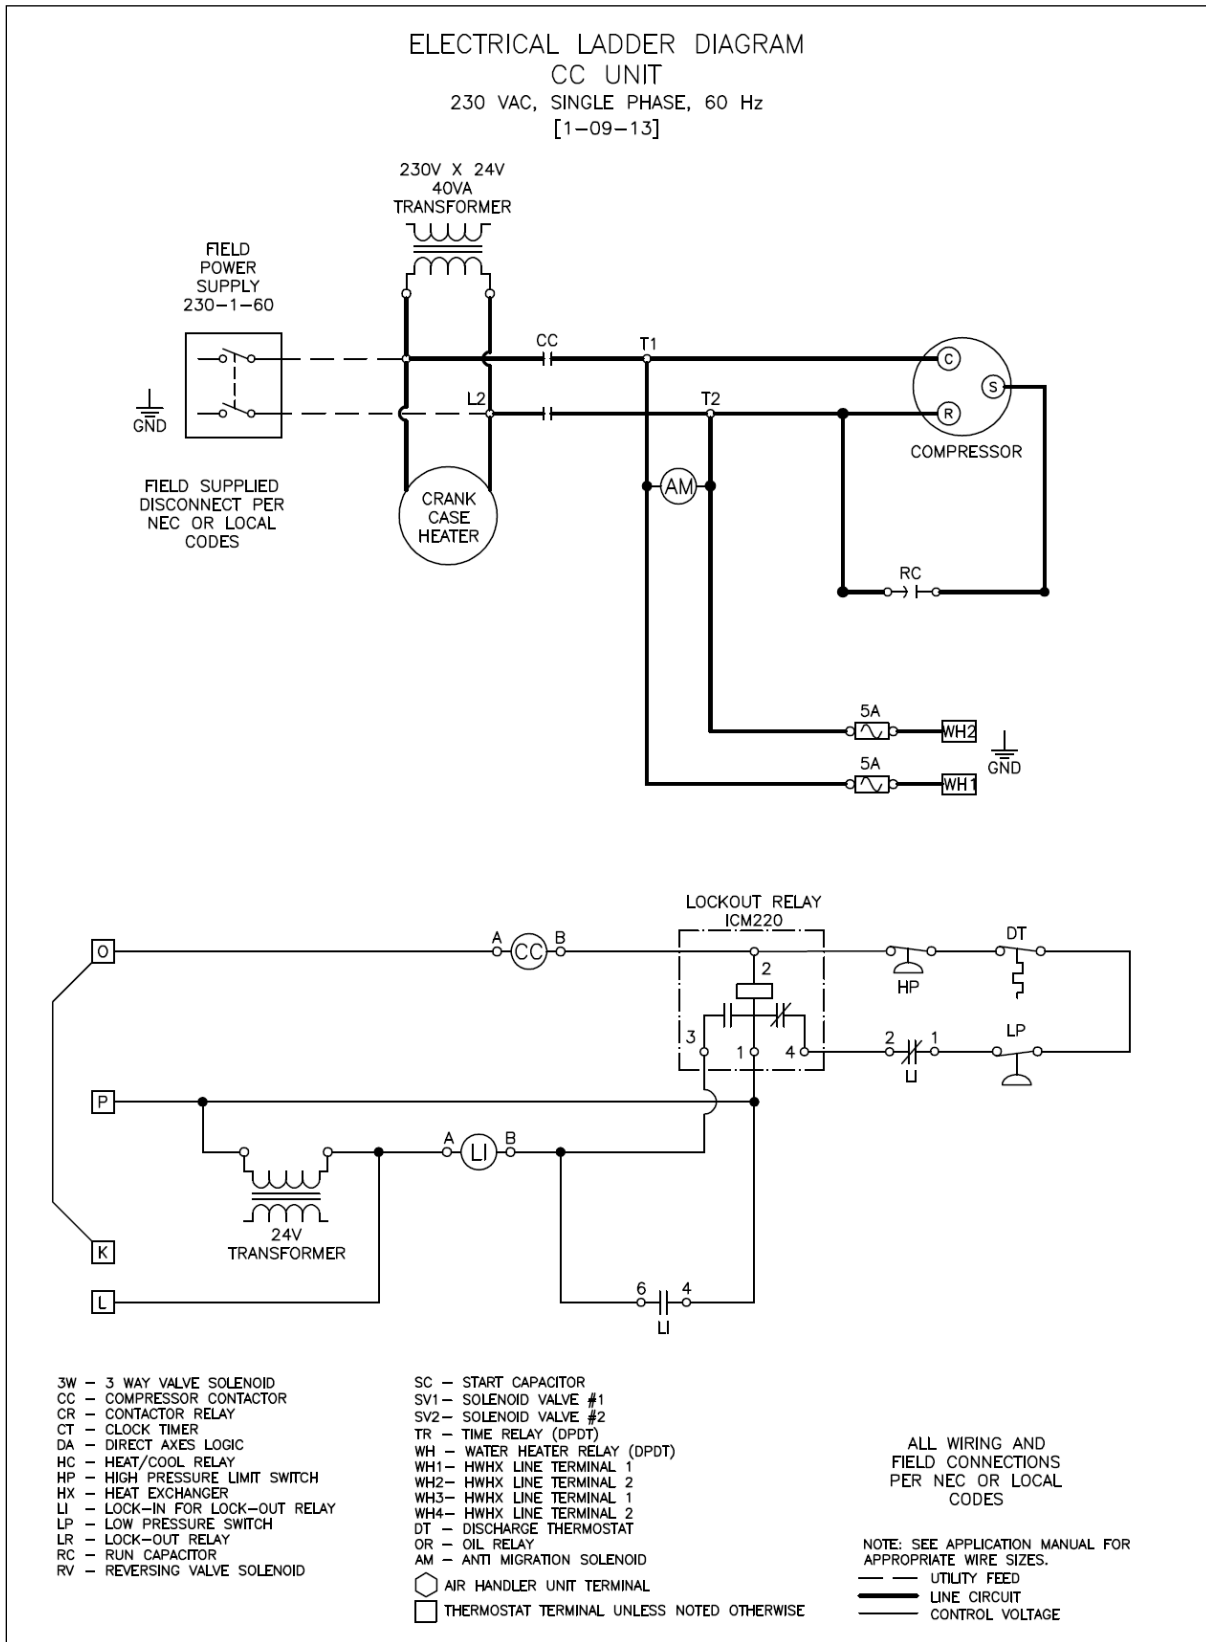 ELECTRICAL LADDER DIAGRAM
CC UNIT
230 VAC, SINGLE PHASE, 60 Hz
[1-09-13]
230V X 24V
40VA
TRANSFORMER
FIELD
POWER
SUPPLY
230-1-60
GND
FIELD SUPPLIED
DISCONNECT PER
NEC OR LOCAL
CODES
CC
T1
L2
T2
C
S
R
COMPRESSOR
CRANK
CASE
HEATER
AM
RC
5A
WH2
GND
5A
WH1
LOCKOUT RELAY
ICM220
O
A
CC
B
2
HP
DT
3
1
4
2
1
LI
LP
P
A
LI
B
24V
TRANSFORMER
K
L
6
4
LI
3W - 3 WAY VALVE SOLENOID
CC - COMPRESSOR CONTACTOR
CR - CONTACTOR RELAY
CT - CLOCK TIMER
DA - DIRECT AXES LOGIC
HC - HEAT/COOL RELAY
HP - HIGH PRESSURE LIMIT SWITCH
HX - HEAT EXCHANGER
LI - LOCK-IN FOR LOCK-OUT RELAY
LP - LOW PRESSURE SWITCH
LR - LOCK-OUT RELAY
RC - RUN CAPACITOR
RV - REVERSING VALVE SOLENOID
SC - START CAPACITOR
SV1- SOLENOID VALVE #1
SV2- SOLENOID VALVE #2
TR - TIME RELAY (DPDT)
WH - WATER HEATER RELAY (DPDT)
WH1- HWHX LINE TERMINAL 1
WH2- HWHX LINE TERMINAL 2
WH3- HWHX LINE TERMINAL 1
WH4- HWHX LINE TERMINAL 2
DT - DISCHARGE THERMOSTAT
OR - OIL RELAY
AM - ANTI MIGRATION SOLENOID
AIR HANDLER UNIT TERMINAL
THERMOSTAT TERMINAL UNLESS NOTED OTHERWISE
ALL WIRING AND
FIELD CONNECTIONS
PER NEC OR LOCAL
CODES
NOTE: SEE APPLICATION MANUAL FOR
APPROPRIATE WIRE SIZES.
UTILITY FEED
LINE CIRCUIT
CONTROL VOLTAGE